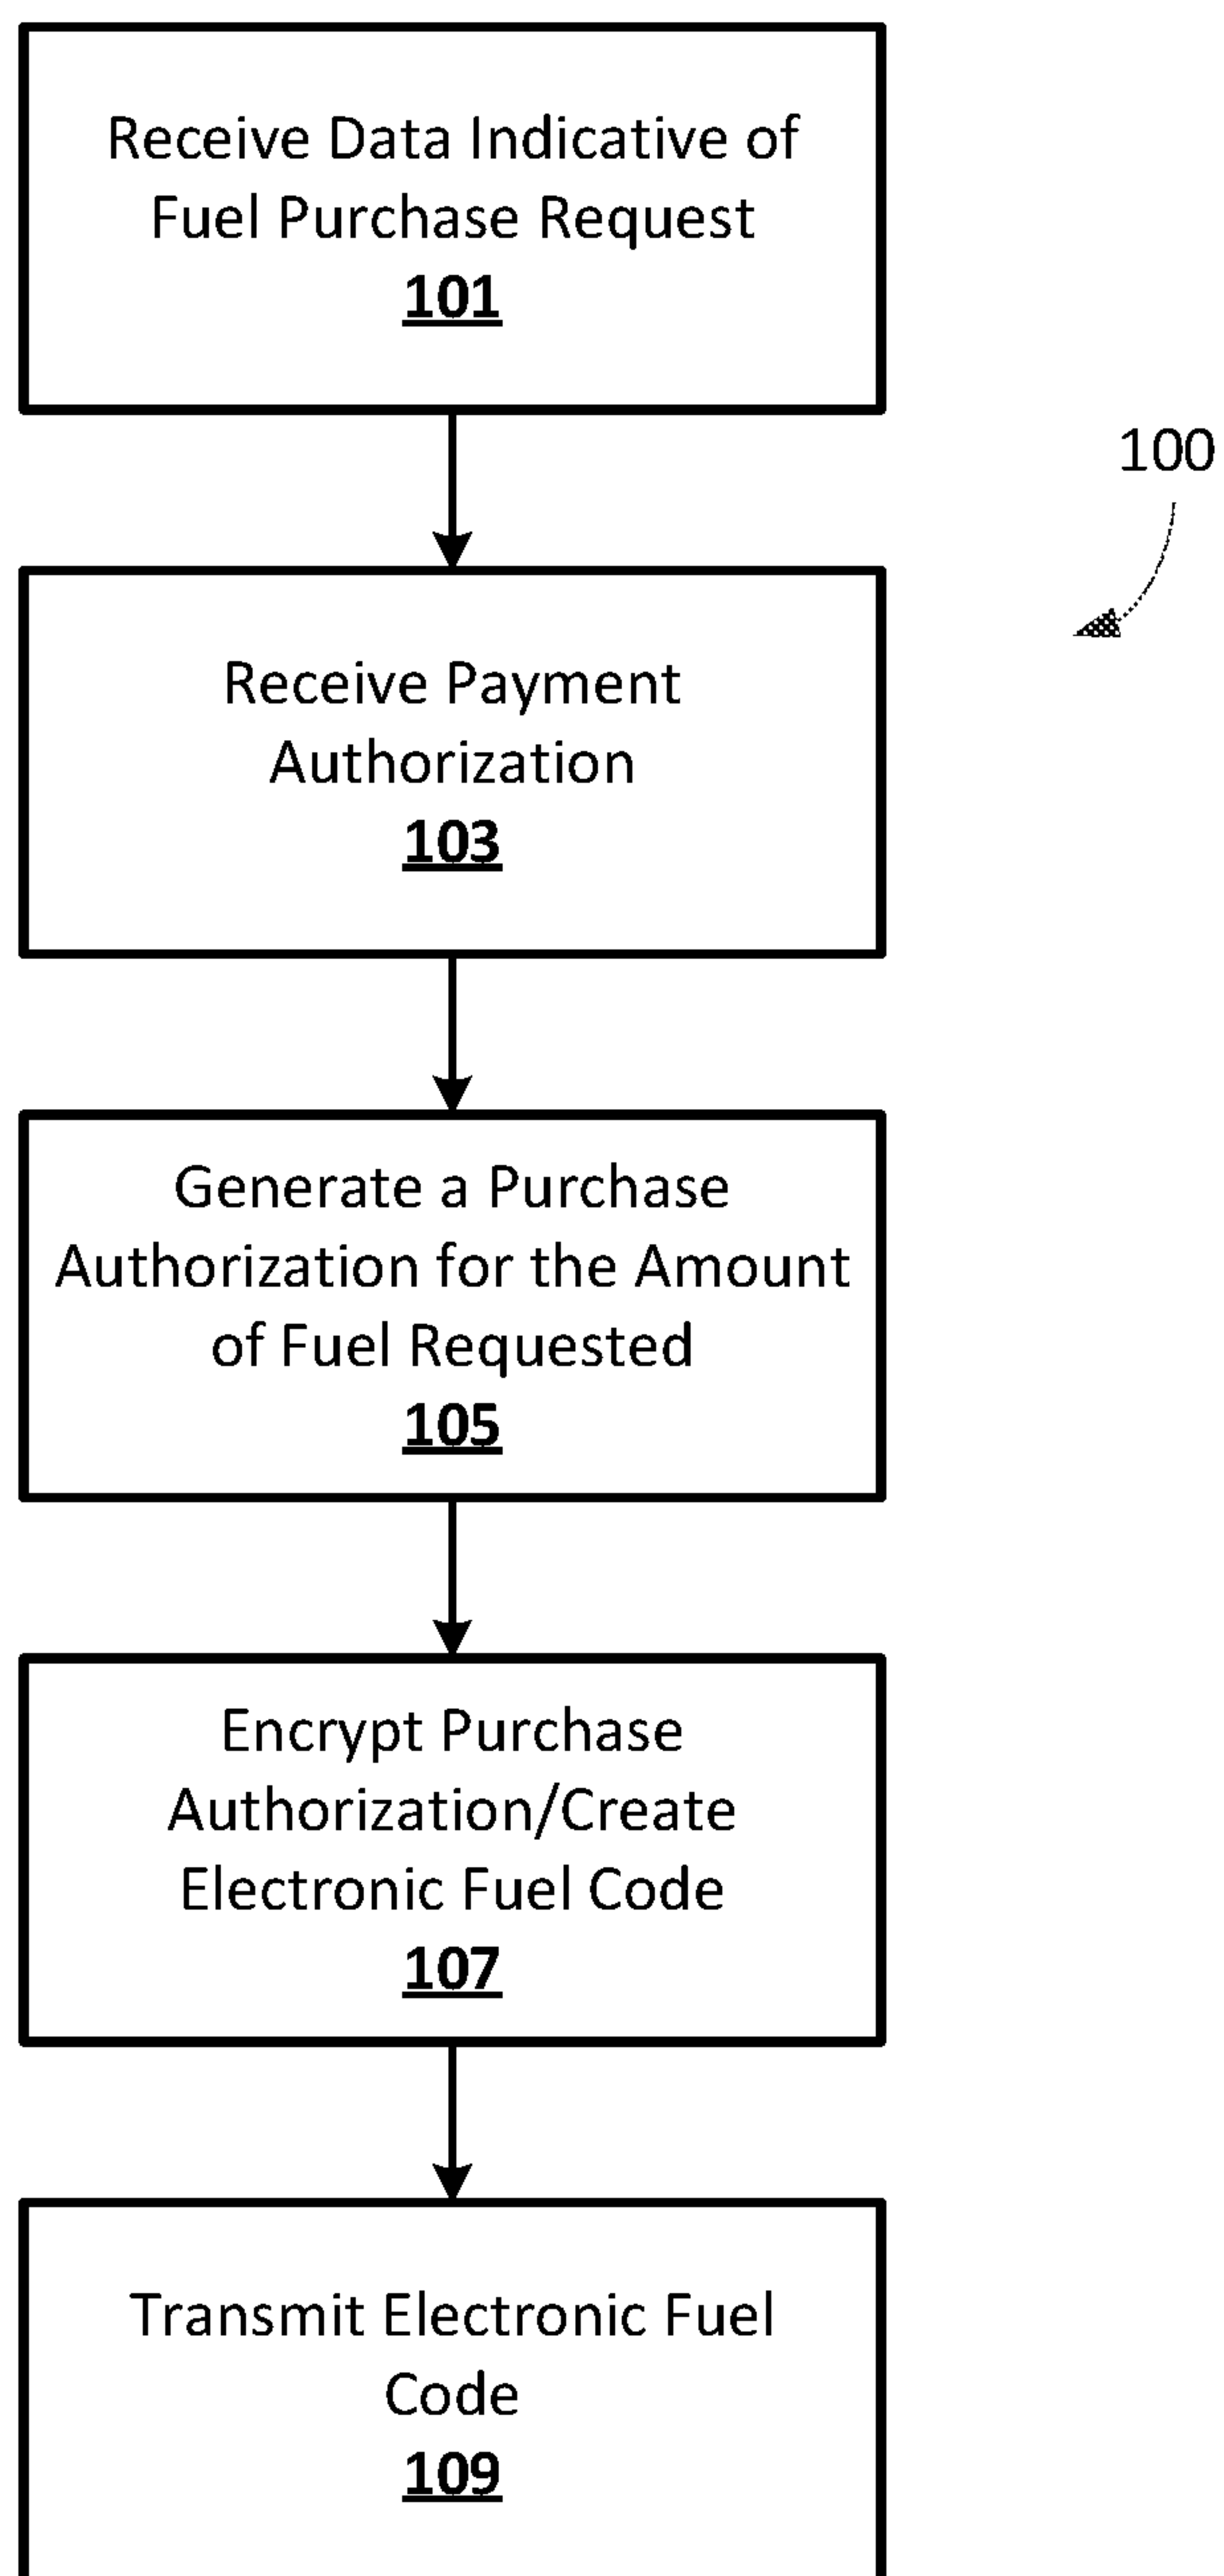 Receive Data Indicative of
Fuel Purchase Request
101
100
Receive Payment
Authorization
103
Generate a Purchase
Authorization for the Amount
of Fuel Requested
105
Encrypt Purchase
Authorization/Create
Electronic Fuel Code
107
Transmit Electronic Fuel
Code
109